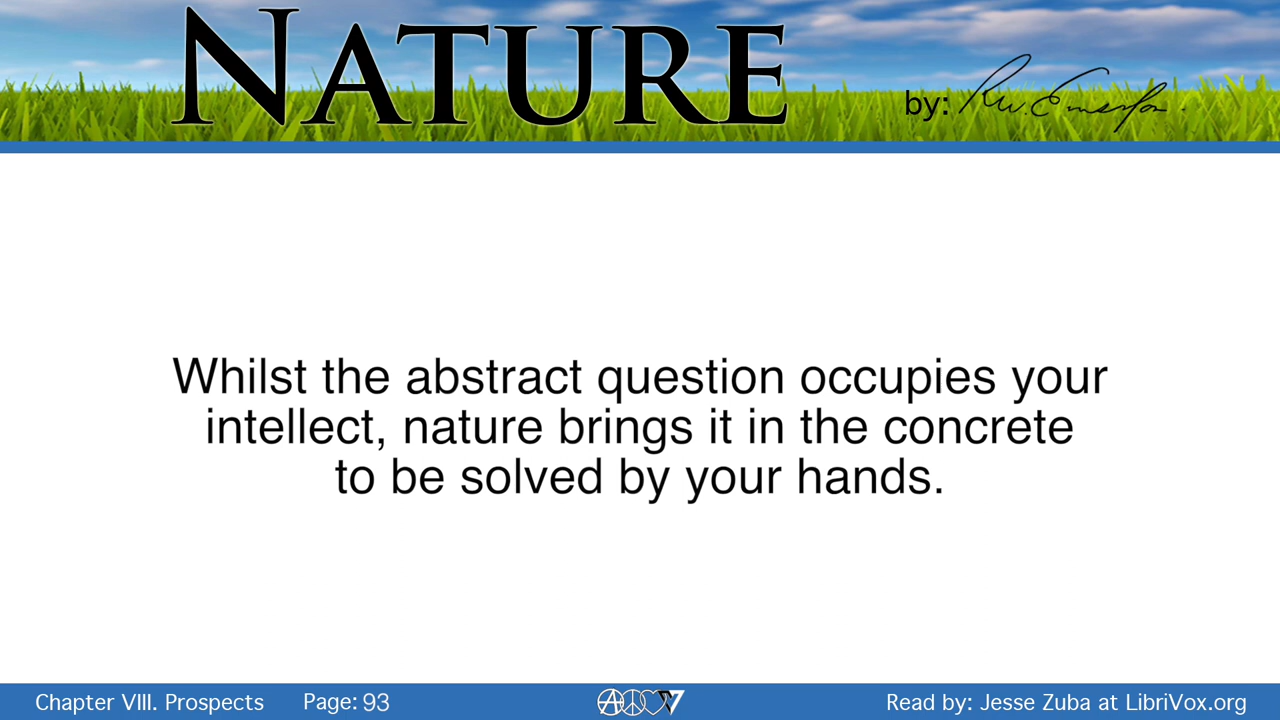 NATURE
by: R.W. Emerson.
Whilst the abstract question occupies your
intellect, nature brings it in the concrete
to be solved by your hands.
Chapter VIII. Prospects Page: 93
Read by: Jesse Zuba at LibriVox.org